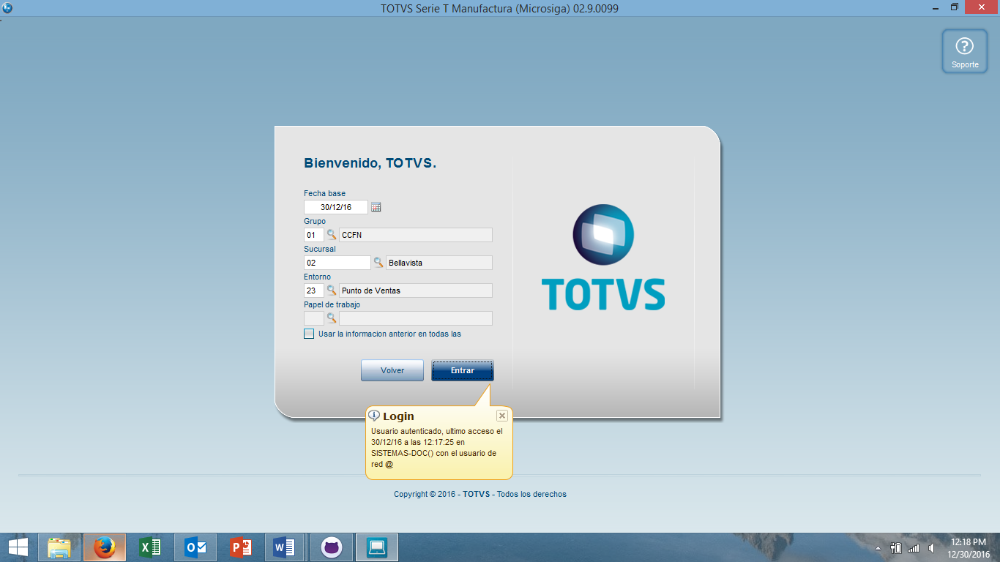 TOTVS Serie T Manufactura (Microsiga) 02.9.0099
Soporte
Bienvenido, TOTVS.
Fecha base
30/12/16
Grupo
01 CCFN
Sucursal
02 Bellavista
Entorno
23 Punto de Ventas
Papel de trabajo
Usar la informacion anterior en todas las
Volver Entrar
TOTVS
Login
Usuario autenticado, ultimo acceso el
30/12/16 a las 12:17:25 en
SISTEMAS-DOC() con el usuario de
red @
Copyright © 2016 - TOTVS - Todos los derechos
12:18 PM
12/30/2016